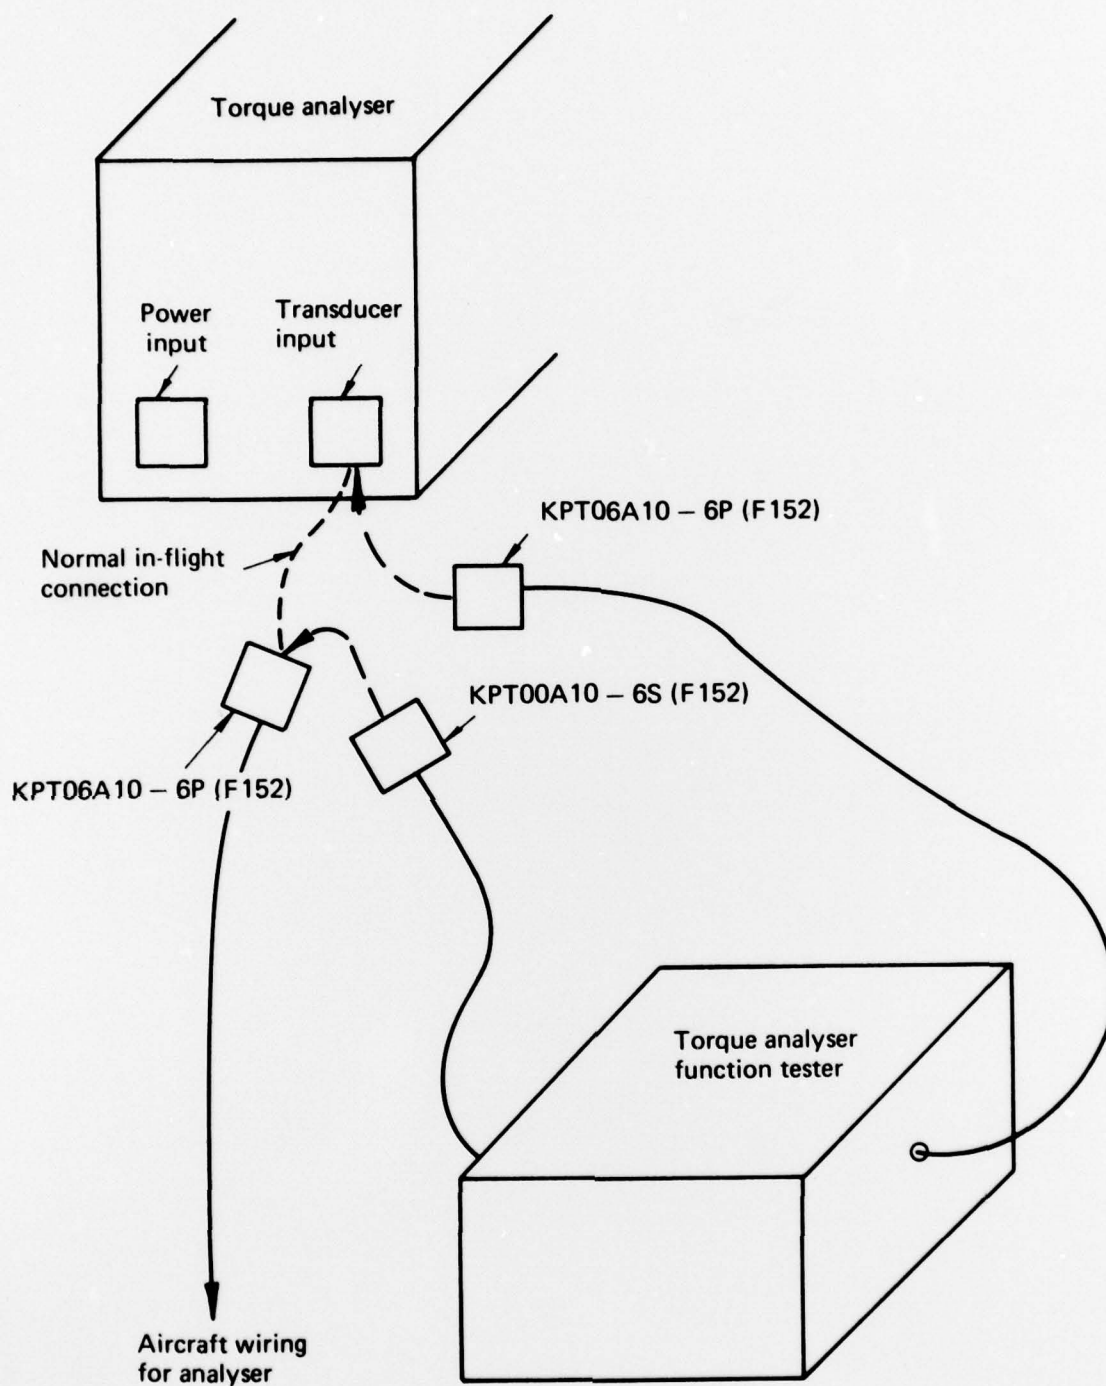 Torque analyser
Power
input
Transducer
input
KPT06A10 – 6P (F152)
Normal in-flight
connection
KPT00A10 – 6S (F152)
KPT06A10 – 6P (F152)
Torque analyser
function tester
Aircraft wiring
for analyser